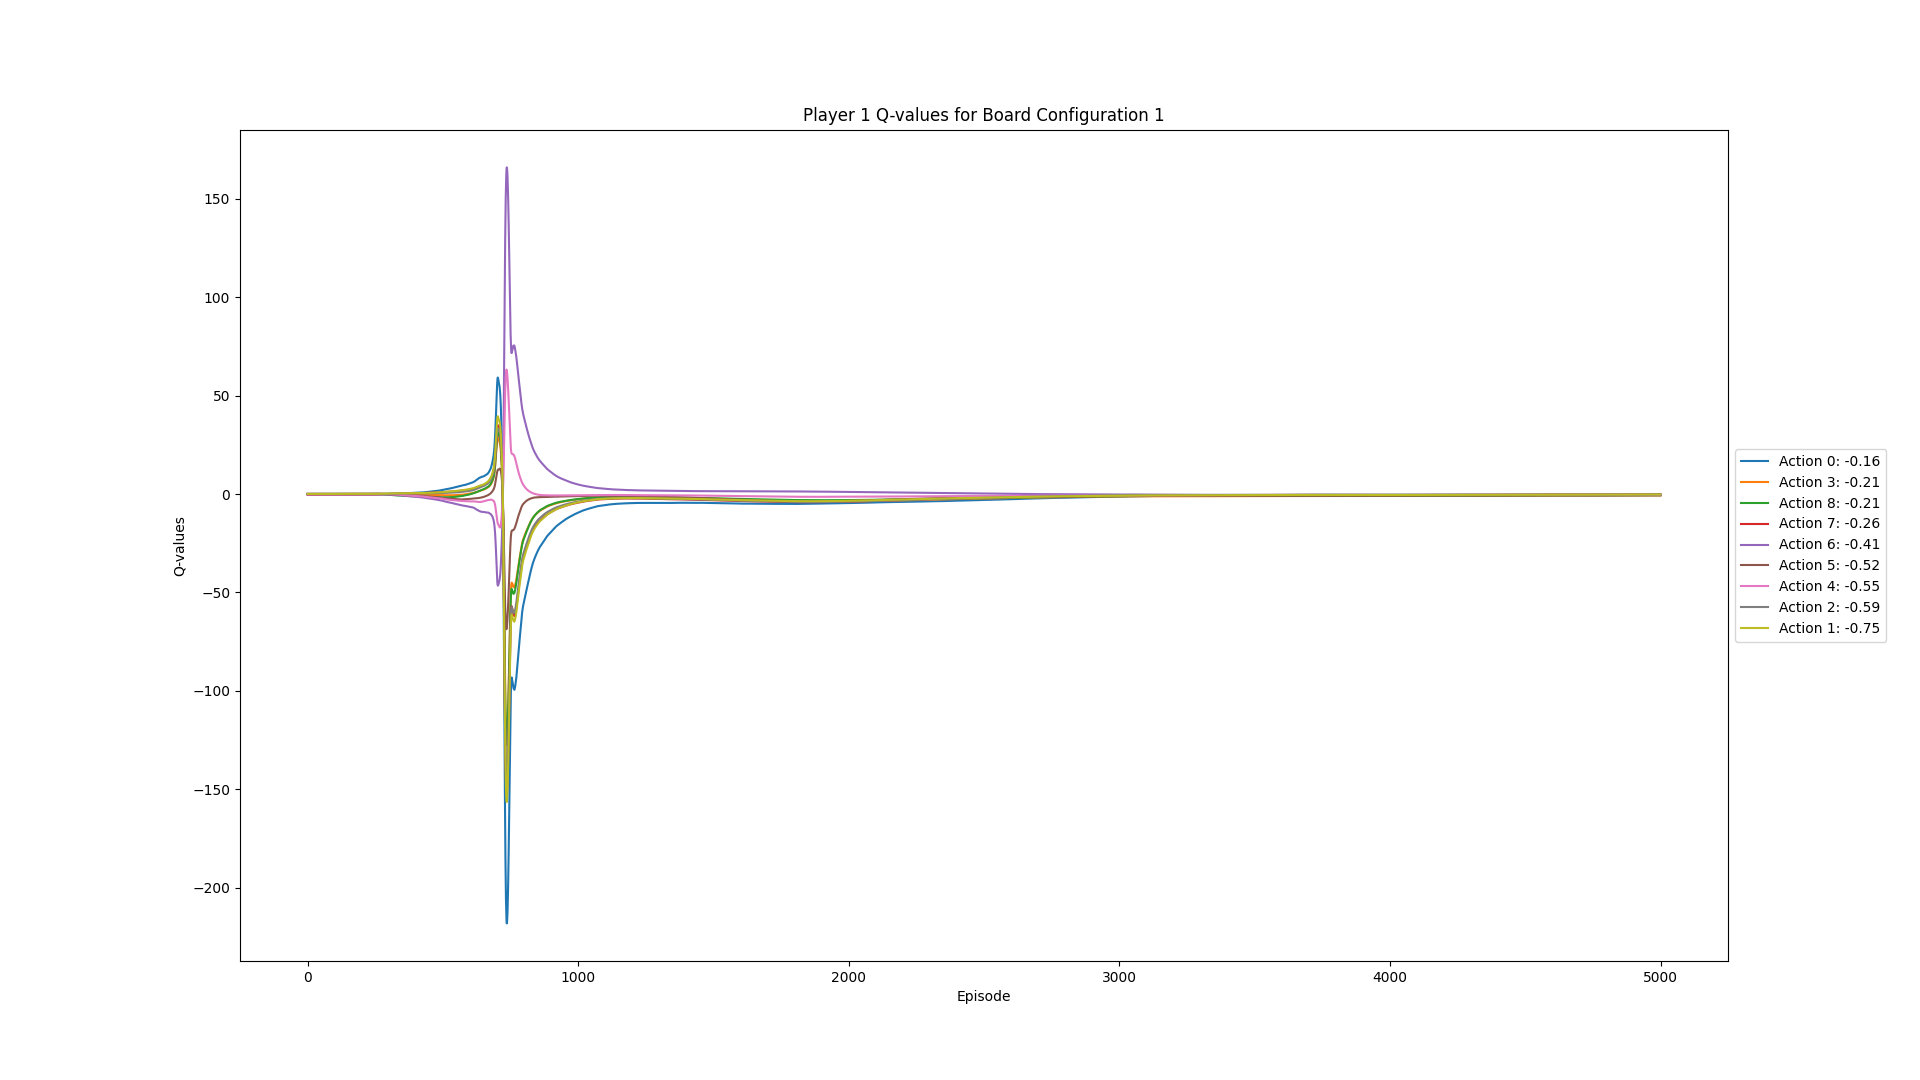 Player 1 Q-values for Board Configuration 1
Q-values
150
100
50
0
−50
−100
−150
−200
0
1000
2000
3000
4000
5000
Episode
Action 0: -0.16
Action 3: -0.21
Action 8: -0.21
Action 7: -0.26
Action 6: -0.41
Action 5: -0.52
Action 4: -0.55
Action 2: -0.59
Action 1: -0.75